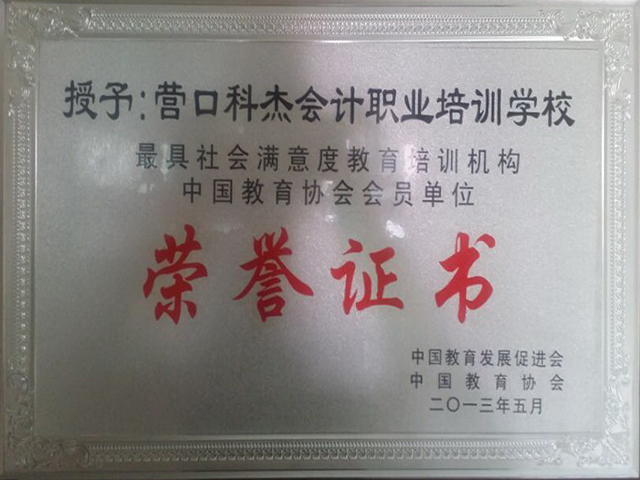 授予：营口科杰会计职业培训学校
最具社会满意度教育培训机构
中国教育协会会员单位
荣誉证书
中国教育发展促进会
中国教育协会
二〇一三年五月